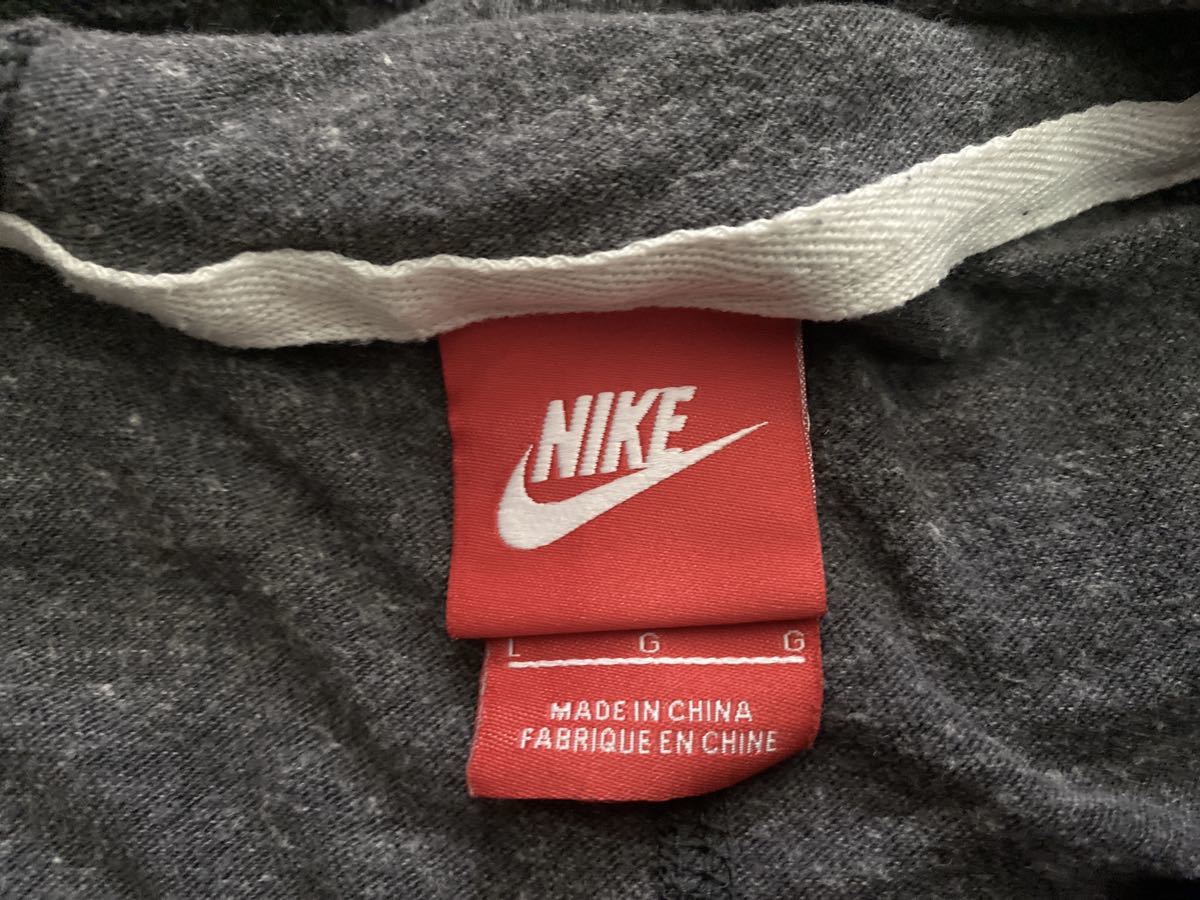 NIKE
L G G
MADE IN CHINA
FABRIQUE EN CHINE